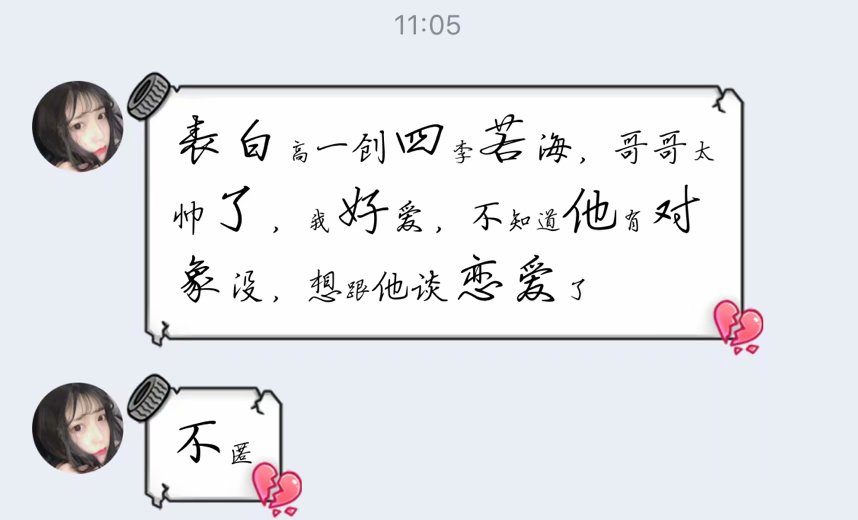 11:05
表白高一创四李若海，哥哥太
帅了，我好爱，不知道他有对
象没，想跟他谈恋爱了
不匿